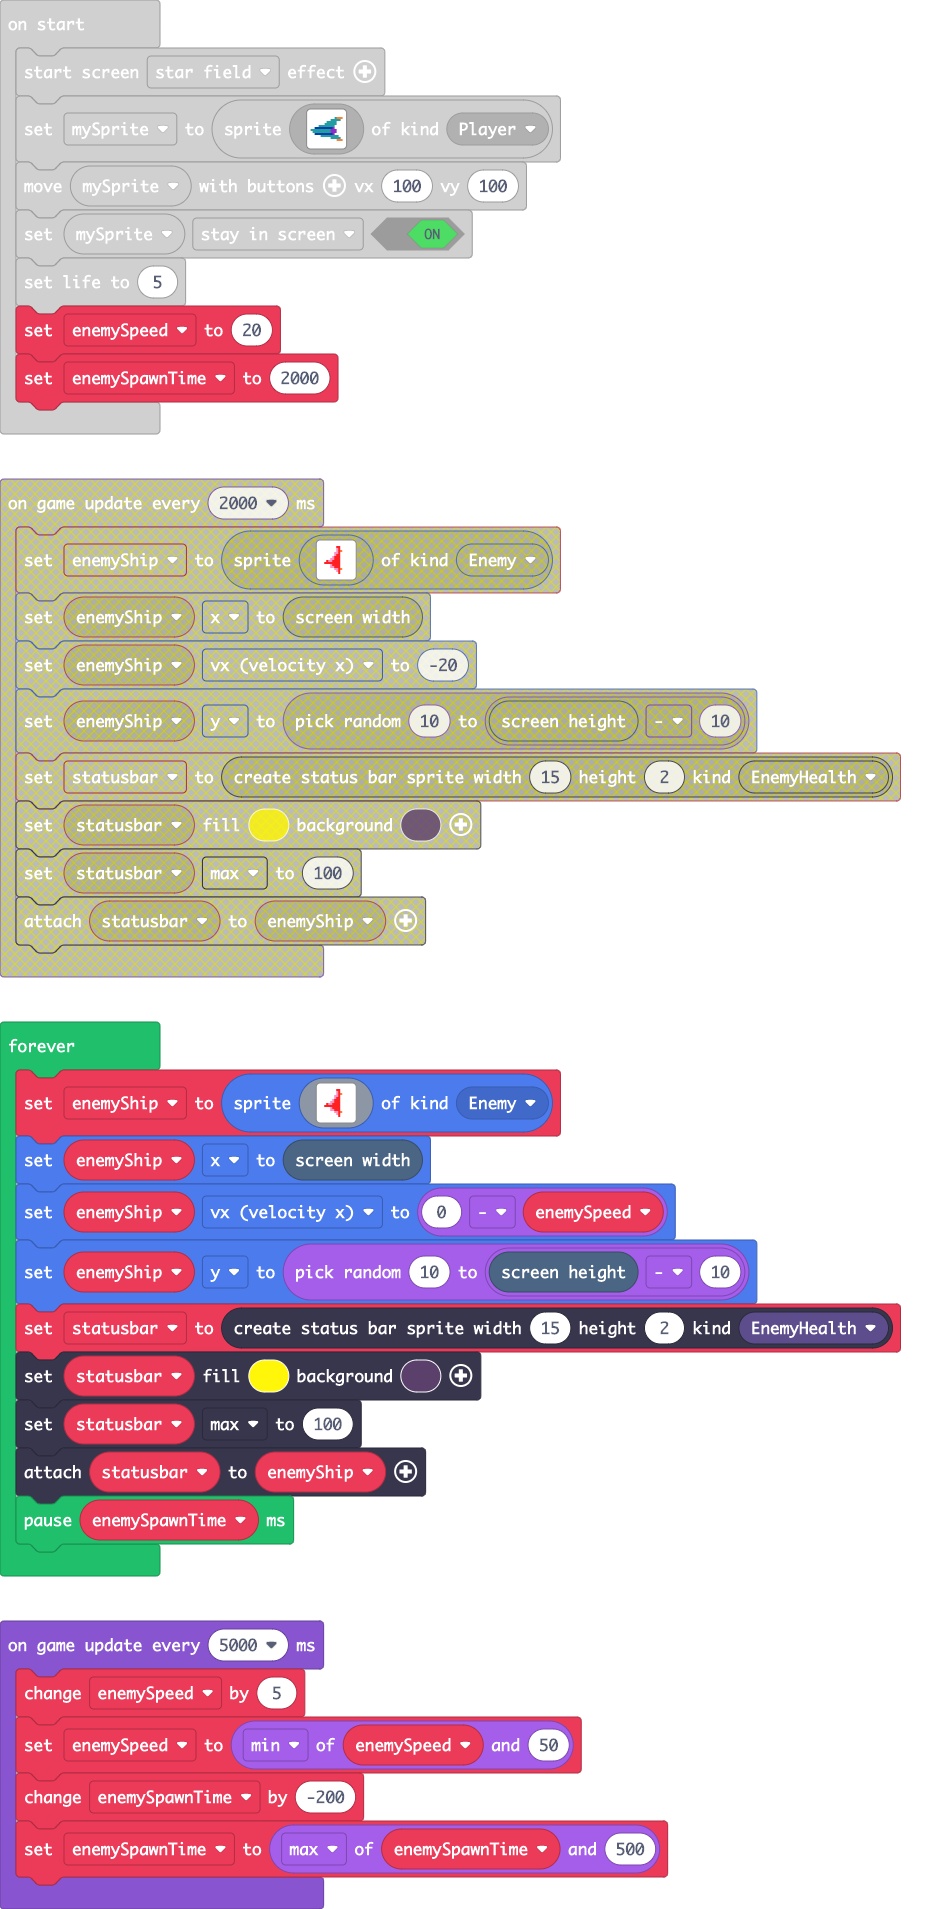 on start
start screen star field effect
set mySprite to sprite of kind Player
move mySprite with buttons vx 100 vy 100
set mySprite stay in screen ON
set life to 5
set enemySpeed to 20
set enemySpawnTime to 2000
on game update every 2000 ms
set enemyShip to sprite of kind Enemy
set enemyShip x to screen width
set enemyShip vx (velocity x) to -20
set enemyShip y to pick random 10 to screen height - 10
set statusbar to create status bar sprite width 15 height 2 kind EnemyHealth
set statusbar fill background
set statusbar max to 100
attach statusbar to enemyShip
forever
set enemyShip to sprite of kind Enemy
set enemyShip x to screen width
set enemyShip vx (velocity x) to 0 - enemySpeed
set enemyShip y to pick random 10 to screen height - 10
set statusbar to create status bar sprite width 15 height 2 kind EnemyHealth
set statusbar fill background
set statusbar max to 100
attach statusbar to enemyShip
pause enemySpawnTime ms
on game update every 5000 ms
change enemySpeed by 5
set enemySpeed to min of enemySpeed and 50
change enemySpawnTime by -200
set enemySpawnTime to max of enemySpawnTime and 500